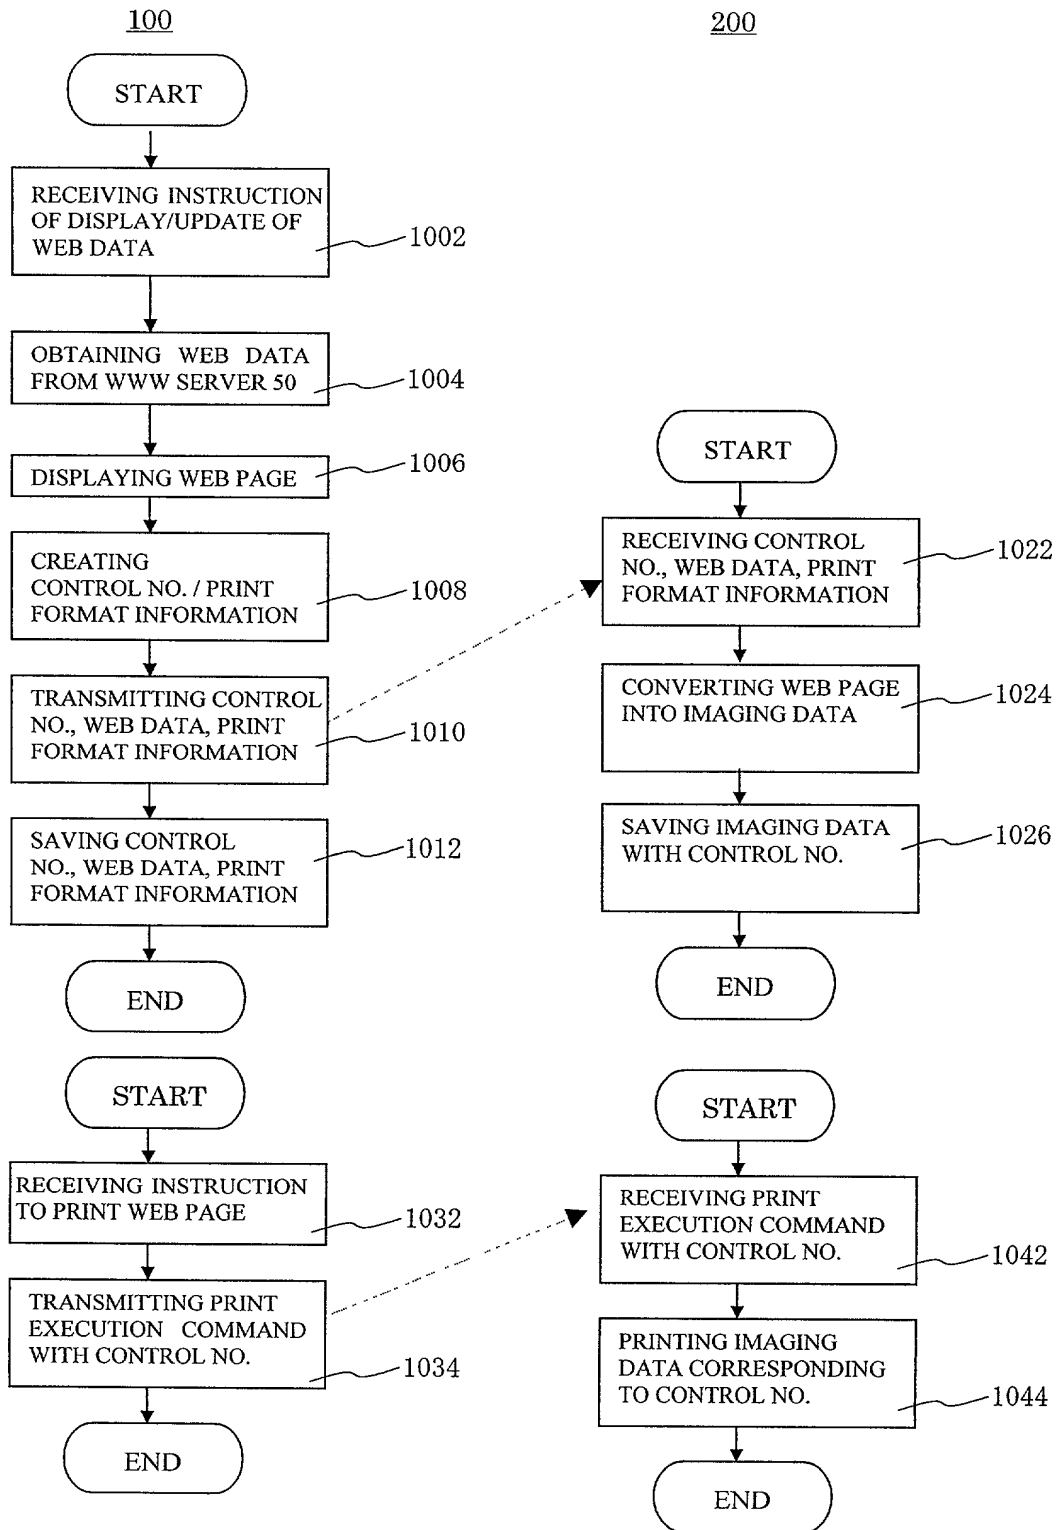 100
START
RECEIVING INSTRUCTION
OF DISPLAY/UPDATE OF
WEB DATA
1002
OBTAINING WEB DATA
FROM WWW SERVER 50
1004
DISPLAYING WEB PAGE
1006
CREATING
CONTROL NO. / PRINT
FORMAT INFORMATION
1008
TRANSMITTING CONTROL
NO., WEB DATA, PRINT
FORMAT INFORMATION
1010
SAVING CONTROL
NO., WEB DATA, PRINT
FORMAT INFORMATION
1012
END
START
RECEIVING INSTRUCTION
TO PRINT WEB PAGE
1032
TRANSMITTING PRINT
EXECUTION COMMAND
WITH CONTROL NO.
1034
END
200
START
RECEIVING CONTROL
NO., WEB DATA, PRINT
FORMAT INFORMATION
1022
CONVERTING WEB PAGE
INTO IMAGING DATA
1024
SAVING IMAGING DATA
WITH CONTROL NO.
1026
END
START
RECEIVING PRINT
EXECUTION COMMAND
WITH CONTROL NO.
1042
PRINTING IMAGING
DATA CORRESPONDING
TO CONTROL NO.
1044
END